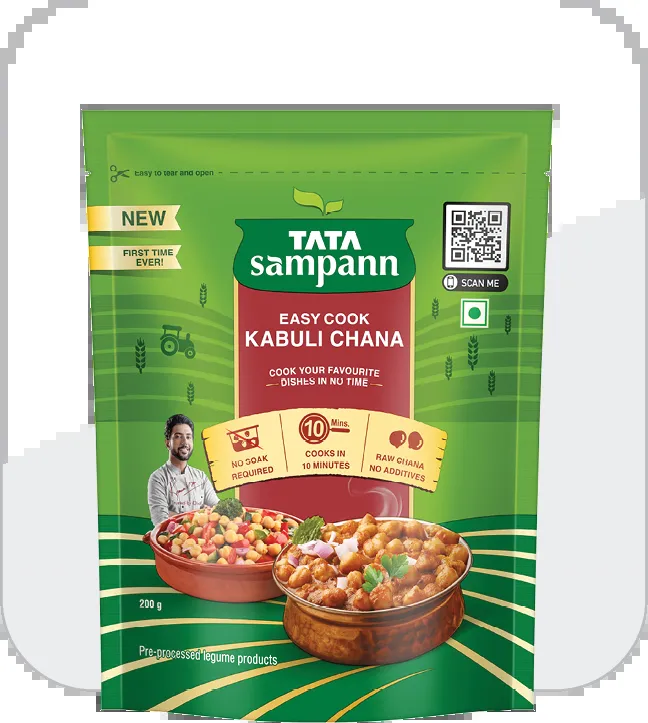 Easy to tear and open
NEW
FIRST TIME
EVER!
TATA
sampann
SCAN ME
EASY COOK
KABULI CHANA
COOK YOUR FAVOURITE
DISHES IN NO TIME
NO SOAK
REQUIRED
10 Mins.
COOKS IN
10 MINUTES
RAW CHANA
NO ADDITIVES
200 g
Pre-processed legume products